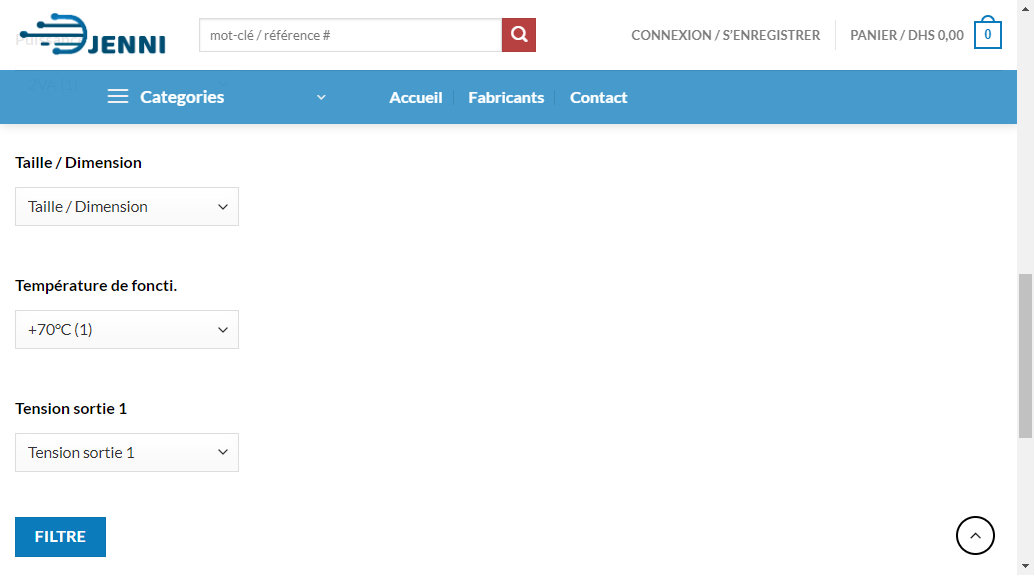 JENNI
mot-clé / référence #
CONNEXION / S'ENREGISTRER
PANIER / DHS 0,00
0
Categories
Accueil
Fabricants
Contact
Taille / Dimension
Taille / Dimension
Température de foncti.
+70°C (1)
Tension sortie 1
Tension sortie 1
FILTRE